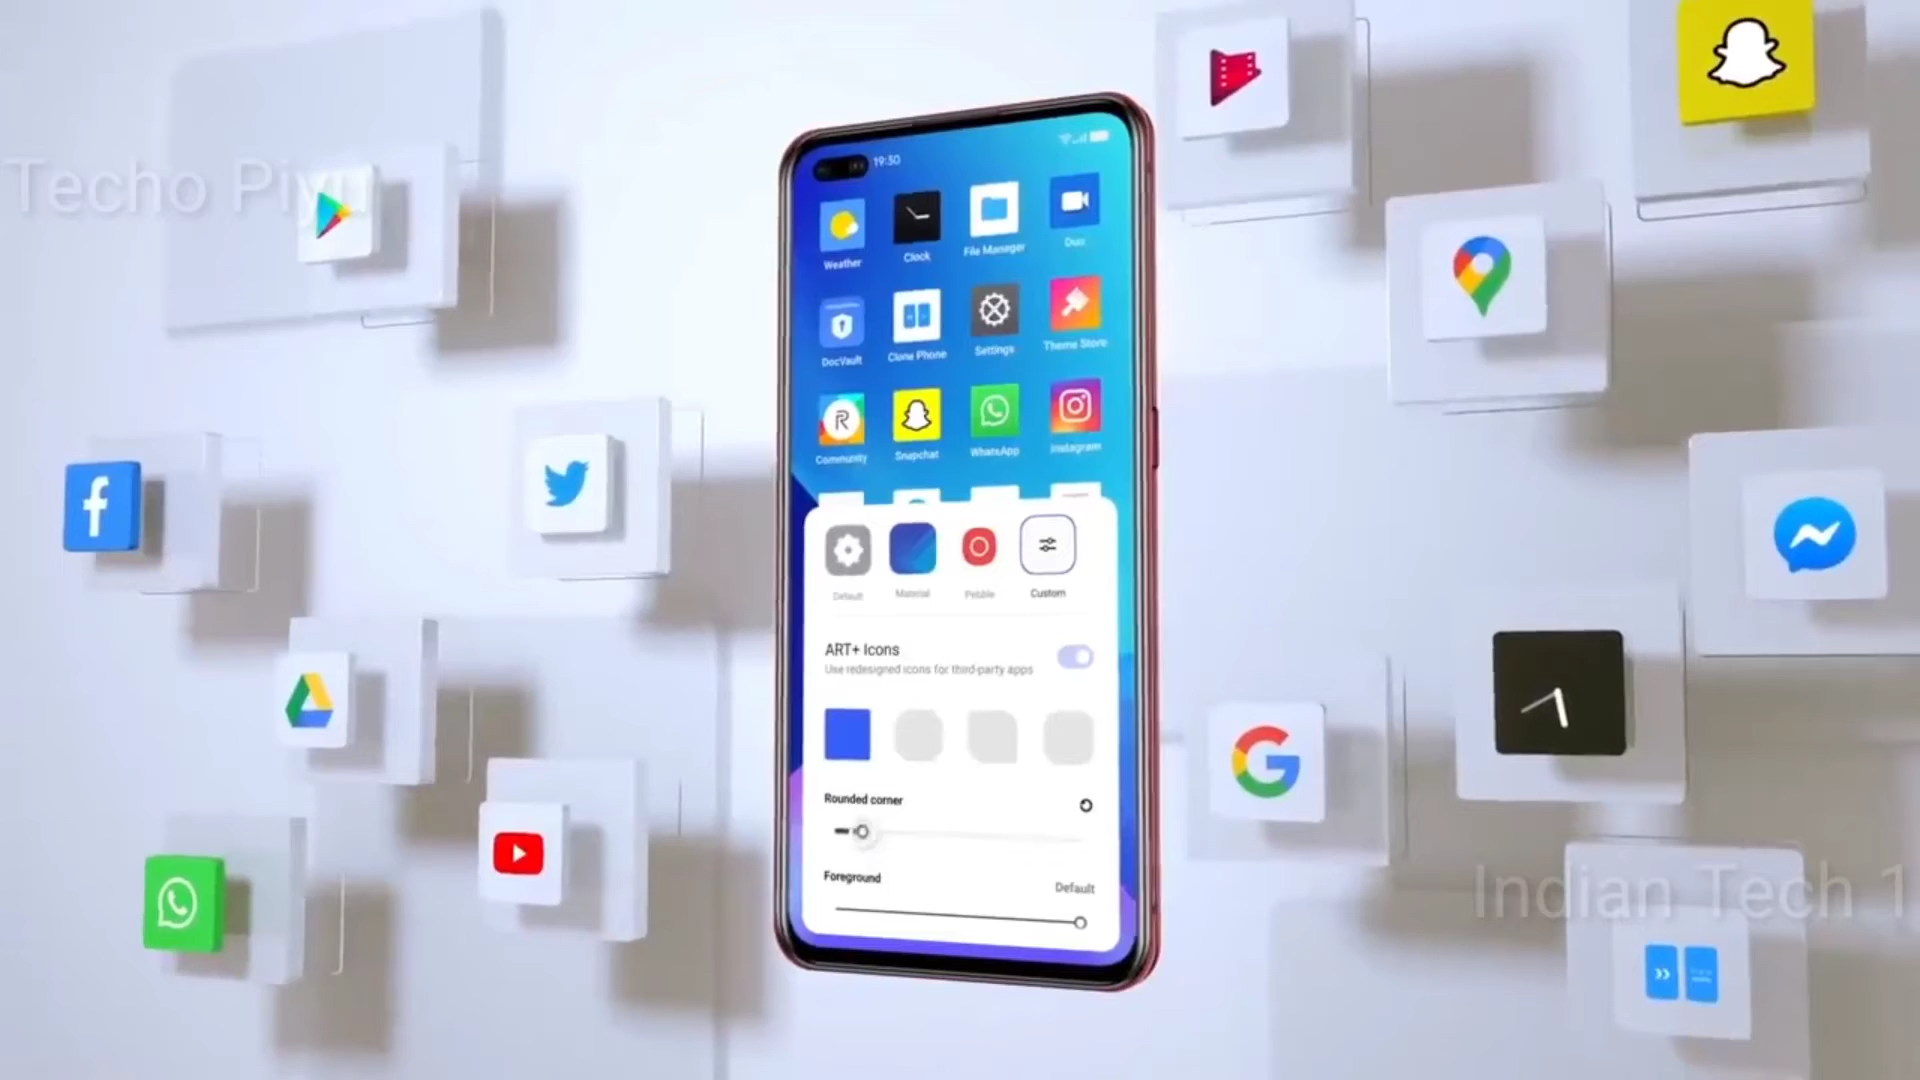 Techo Piyu
19:30
Weather
Clock
File Manager
Duo
DocVault
Clone Phone
Settings
Theme Store
R
Community
Snapchat
WhatsApp
Instagram
Default
Material
Pebble
Custom
ART+ Icons
Use redesigned icons for third-party apps
Rounded corner
Foreground
Default
f
G
Indian Tech 1